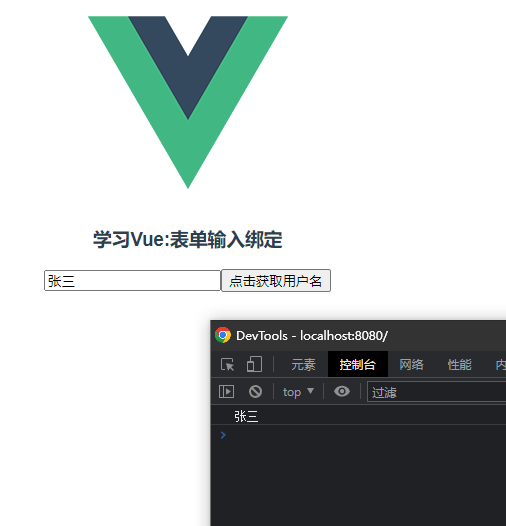 学习Vue:表单输入绑定
张三 点击获取用户名
DevTools - localhost:8080/
元素 控制台 网络 性能 内
top 过滤
张三